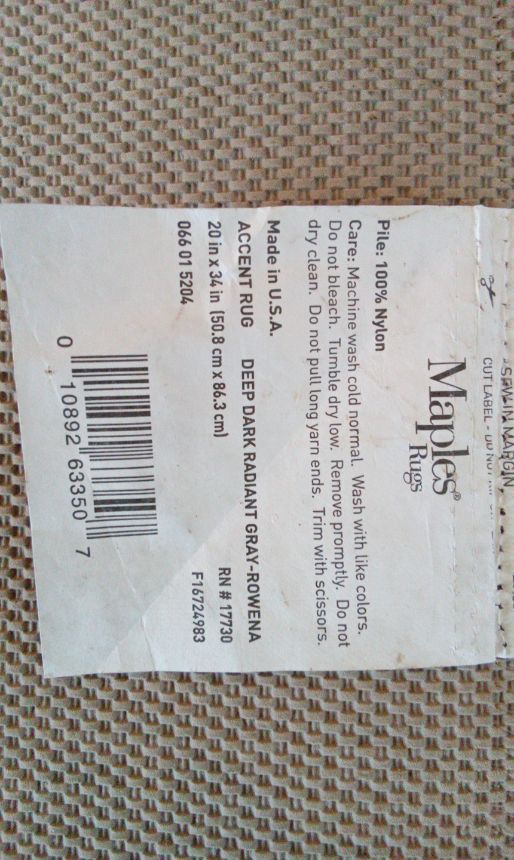 SEW IN MARGIN
CUT LABEL - DO NOT
Maples®
Rugs
Pile: 100% Nylon
Care: Machine wash cold normal. Wash with like colors.
Do not bleach. Tumble dry low. Remove promptly. Do not
dry clean. Do not pull long yarn ends. Trim with scissors.
Made in U.S.A.
ACCENT RUG DEEP DARK RADIANT GRAY-ROWENA
20 in x 34 in (50.8 cm x 86.3 cm) RN # 17730
066 01 5204 F16724983
0 10892 63350 7